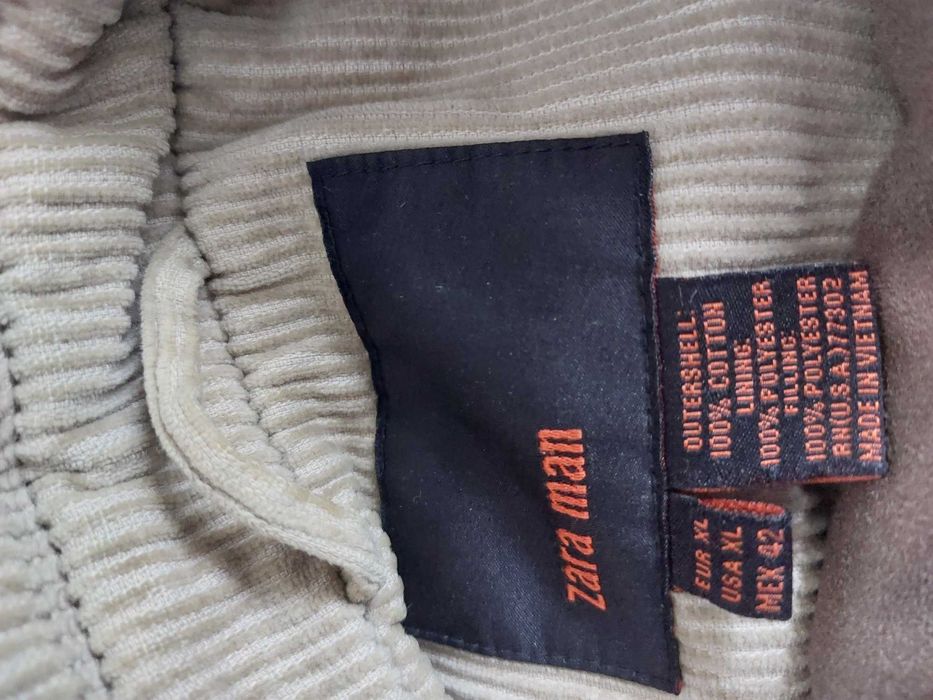 zara man
EUR XL
USA XL
MEX 42
OUTERSHELL:
100% COTTON
LINING:
100% POLYESTER
FILLING:
100% POLYESTER
RN USA)77302
MADE IN VIETNAM